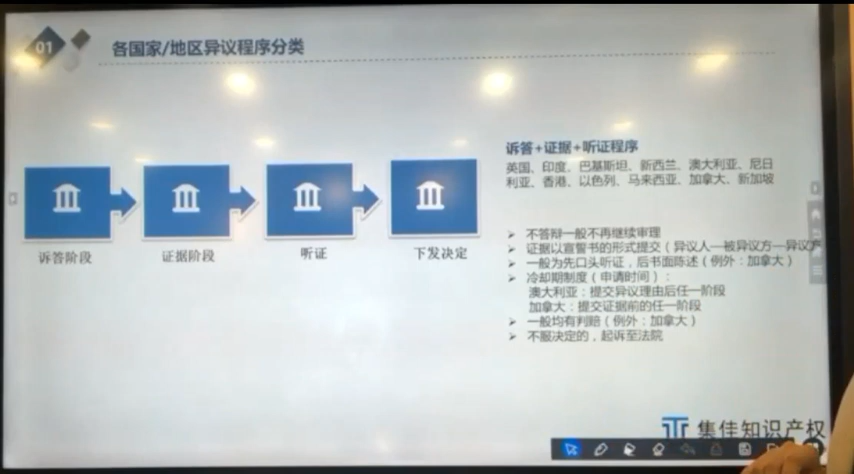 01
各国家/地区异议程序分类
诉答阶段
证据阶段
听证
下发决定
诉答+证据+听证程序
英国、印度、巴基斯坦、新西兰、澳大利亚、尼日
利亚、香港、以色列、马来西亚、加拿大、新加坡
➢ 不答辩一般不再继续审理
➢ 证据以宣誓书的形式提交（异议人—被异议方—异议方
➢ 一般为先口头听证，后书面陈述（例外：加拿大）
➢ 冷却期制度（申请时间）：
澳大利亚：提交异议理由后任一阶段
加拿大：提交证据前的任一阶段
➢ 一般均有判赔（例外：加拿大）
➢ 不服决定的，起诉至法院
集佳知识产权